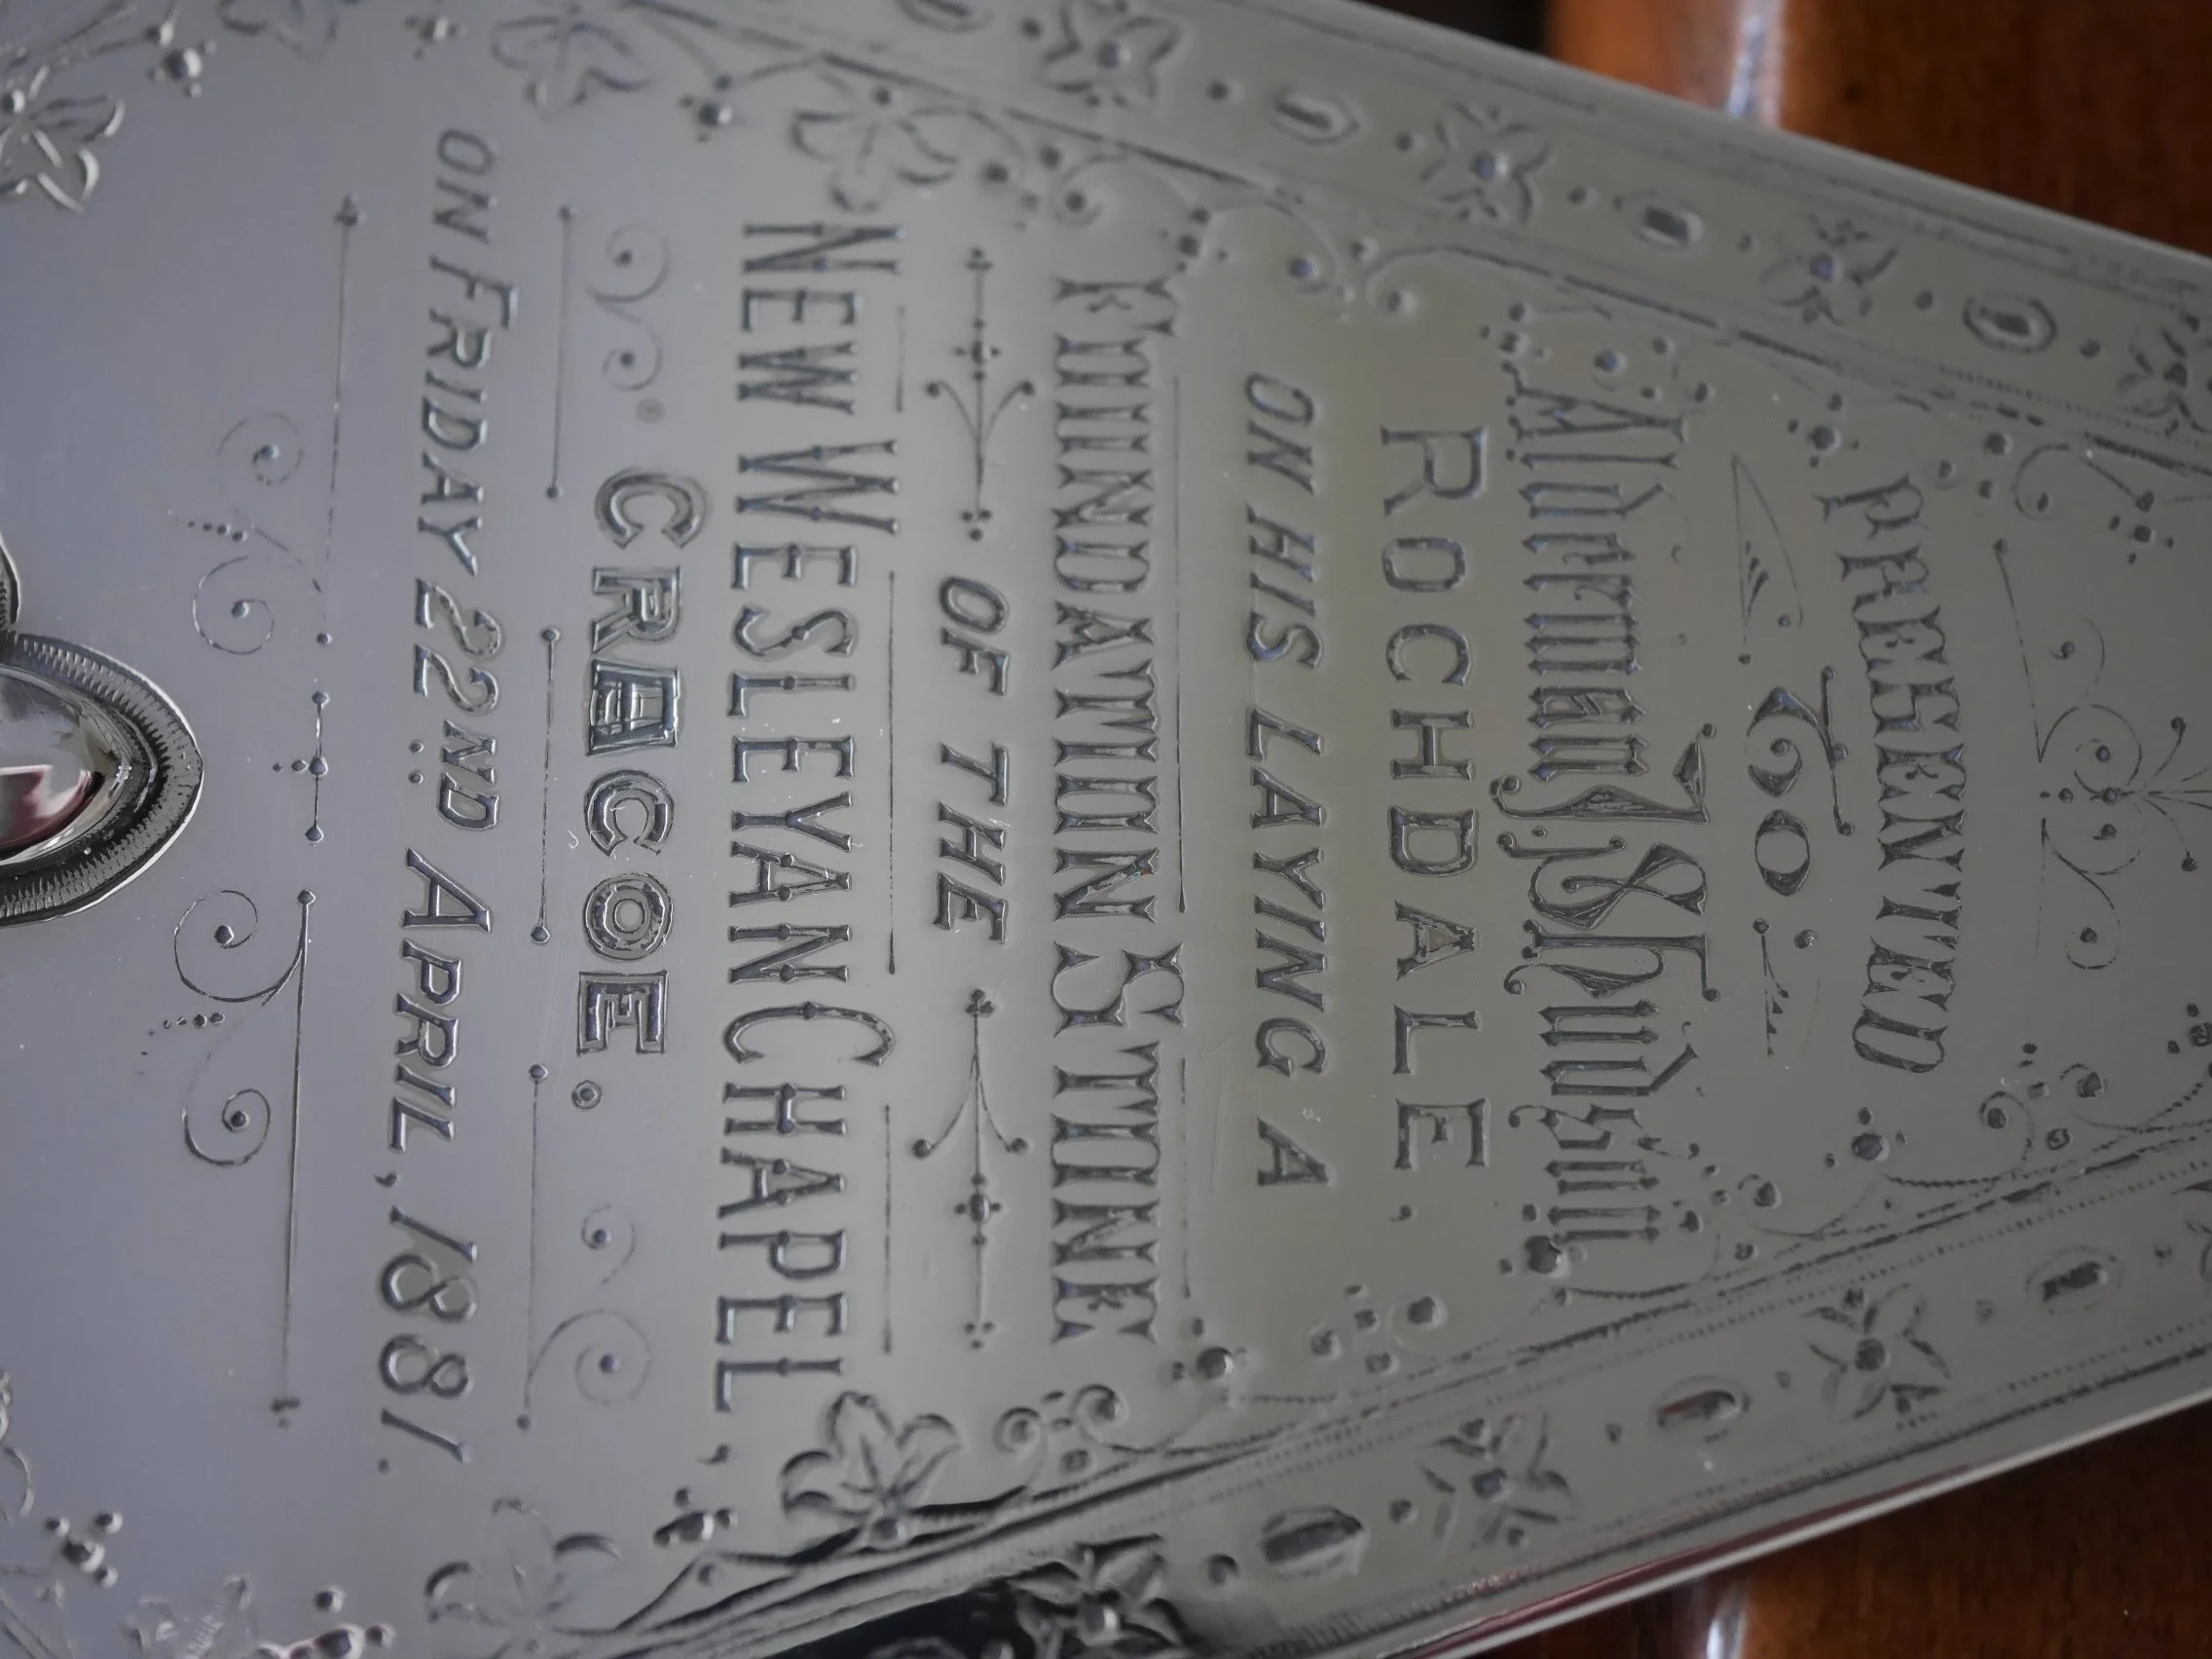 PRESENTED
To
Alderman T. Shawcross
ROCHDALE,
ON HIS LAYING A
FOUNDATION STONE
OF THE
NEW WESLEYAN CHAPEL,
CRACOE.
ON FRIDAY 22ND APRIL, 1881.